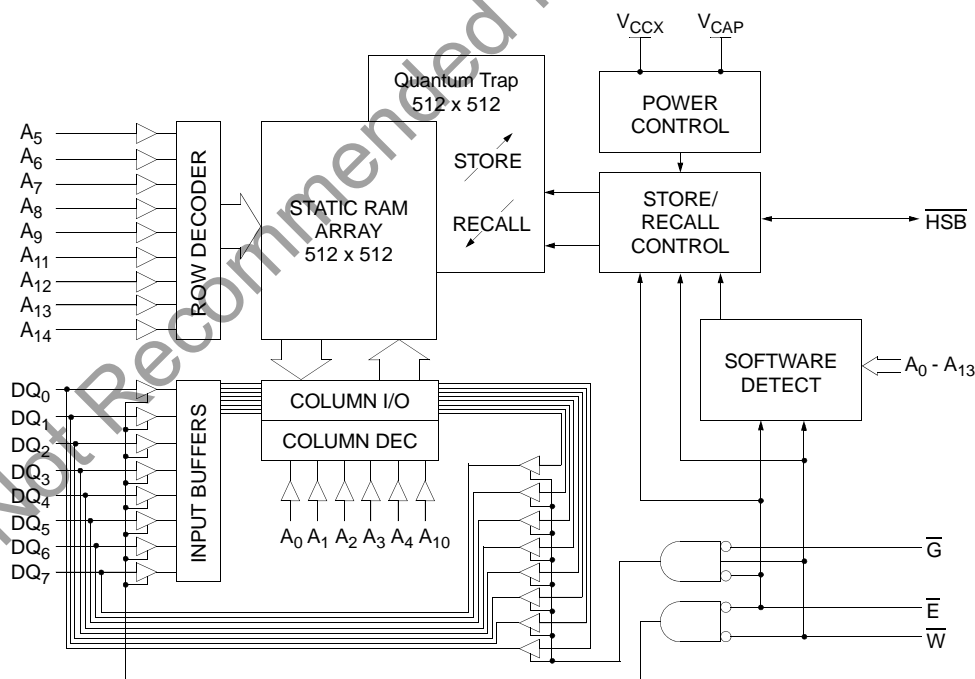 Not Recommended
V_CCX
V_CAP
Quantum Trap
512 x 512
STORE
RECALL
POWER
CONTROL
A5
A6
A7
A8
A9
A11
A12
A13
A14
ROW DECODER
STATIC RAM
ARRAY
512 x 512
STORE/
RECALL
CONTROL
HSB
SOFTWARE
DETECT
A0 - A13
DQ0
DQ1
DQ2
DQ3
DQ4
DQ5
DQ6
DQ7
INPUT BUFFERS
COLUMN I/O
COLUMN DEC
A0 A1 A2 A3 A4 A10
G
E
W